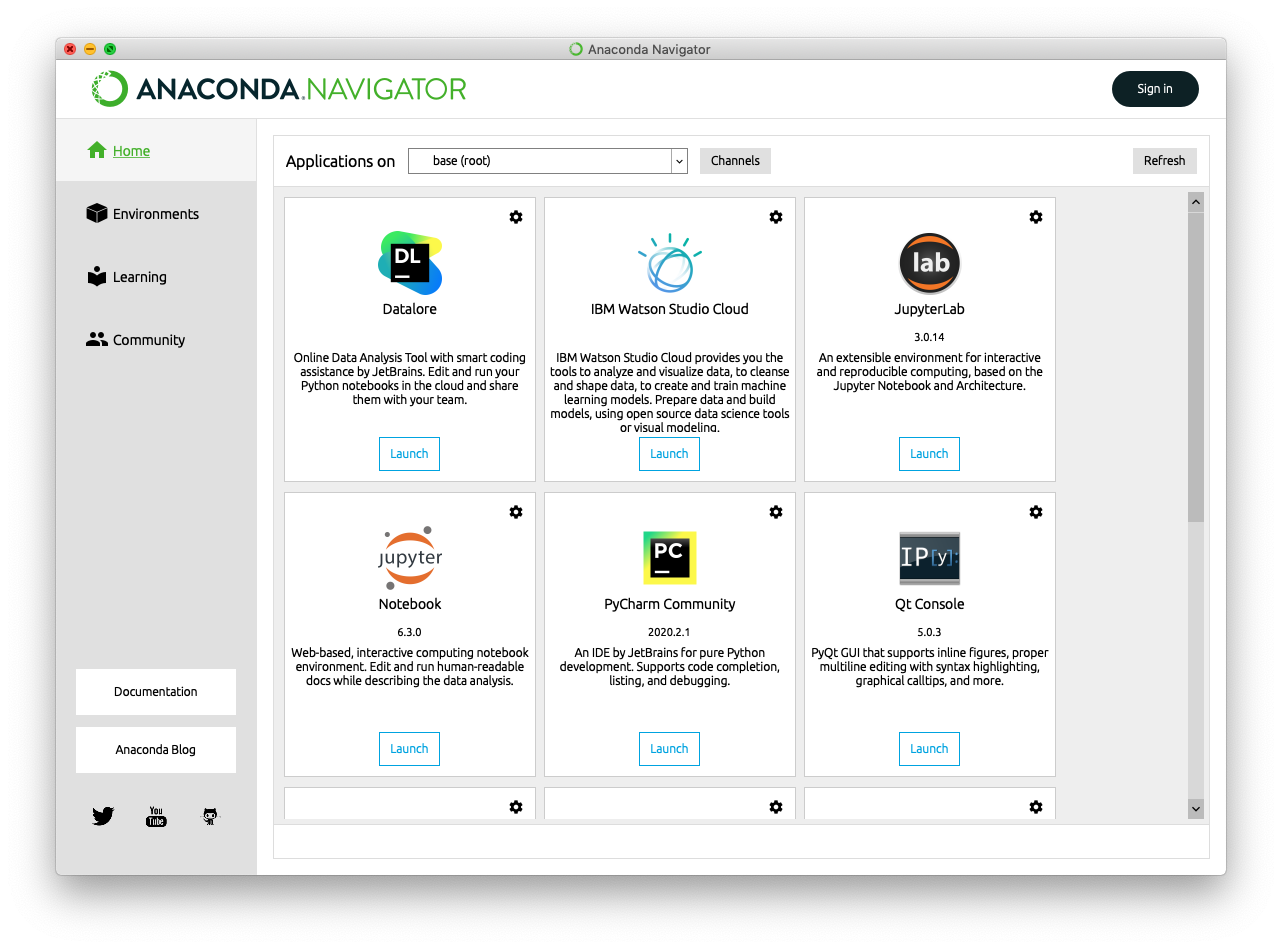 Anaconda Navigator
ANACONDA.NAVIGATOR
Sign in
Home
Environments
Learning
Community
Documentation
Anaconda Blog
You
Tube
Applications on
base (root)
Channels
Refresh
DL
Datalore
Online Data Analysis Tool with smart coding
assistance by JetBrains. Edit and run your
Python notebooks in the cloud and share
them with your team.
Launch
IBM Watson Studio Cloud
IBM Watson Studio Cloud provides you the
tools to analyze and visualize data, to cleanse
and shape data, to create and train machine
learning models. Prepare data and build
models, using open source data science tools
or visual modeling.
Launch
lab
JupyterLab
3.0.14
An extensible environment for interactive
and reproducible computing, based on the
Jupyter Notebook and Architecture.
Launch
jupyter
Notebook
6.3.0
Web-based, interactive computing notebook
environment. Edit and run human-readable
docs while describing the data analysis.
Launch
PC
PyCharm Community
2020.2.1
An IDE by JetBrains for pure Python
development. Supports code completion,
listing, and debugging.
Launch
IP[y]:
Qt Console
5.0.3
PyQt GUI that supports inline figures, proper
multiline editing with syntax highlighting,
graphical calltips, and more.
Launch